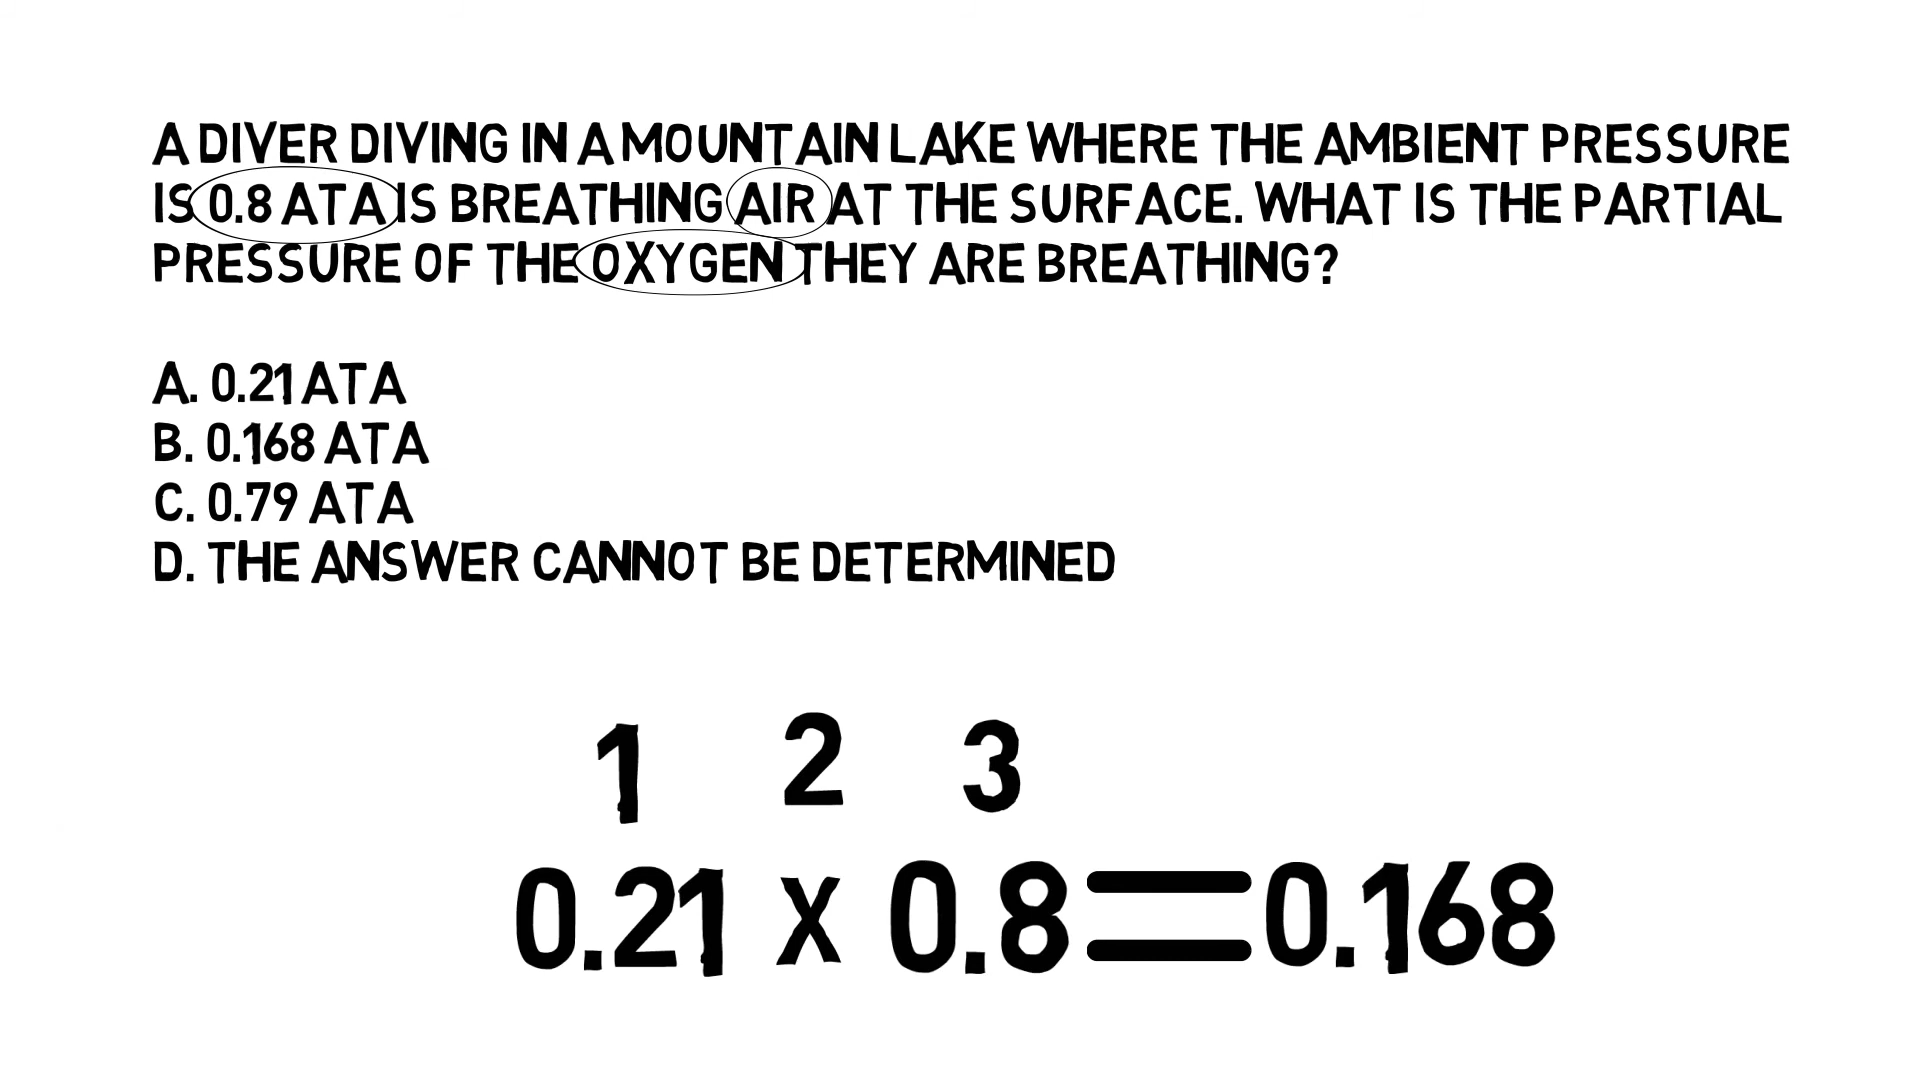 A DIVER DIVING IN A MOUNTAIN LAKE WHERE THE AMBIENT PRESSURE
IS 0.8 ATA IS BREATHING AIR AT THE SURFACE. WHAT IS THE PARTIAL
PRESSURE OF THE OXYGEN THEY ARE BREATHING?
A. 0.21 ATA
B. 0.168 ATA
C. 0.79 ATA
D. THE ANSWER CANNOT BE DETERMINED
1 2 3
0.21 X 0.8 = 0.168